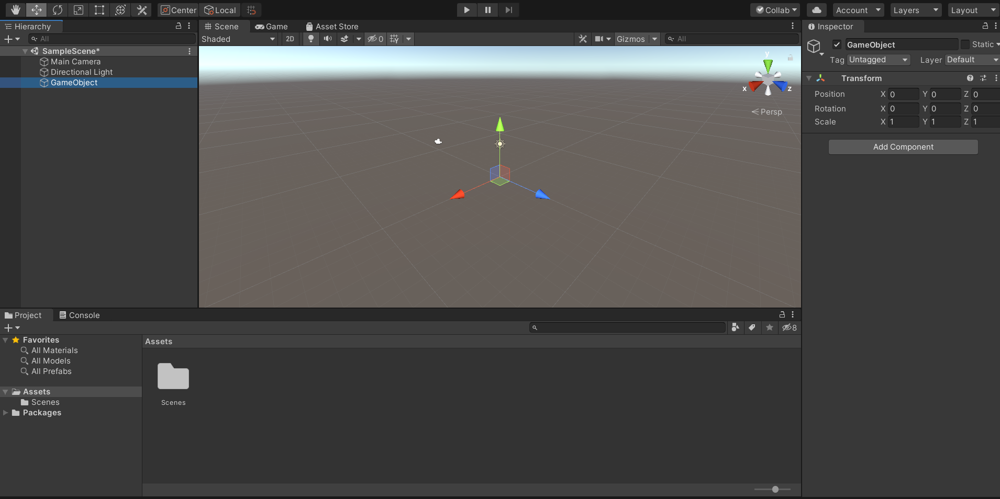 Center Local Collab Account Layers Layout
Hierarchy
All
SampleScene*
Main Camera
Directional Light
GameObject
Scene Game Asset Store
Shaded 2D 0 Gizmos All
y
x z
Persp
Inspector
GameObject Static
Tag Untagged Layer Default
Transform
Position X 0 Y 0 Z 0
Rotation X 0 Y 0 Z 0
Scale X 1 Y 1 Z 1
Add Component
Project Console
8
Favorites
All Materials
All Models
All Prefabs
Assets
Scenes
Packages
Assets
Scenes